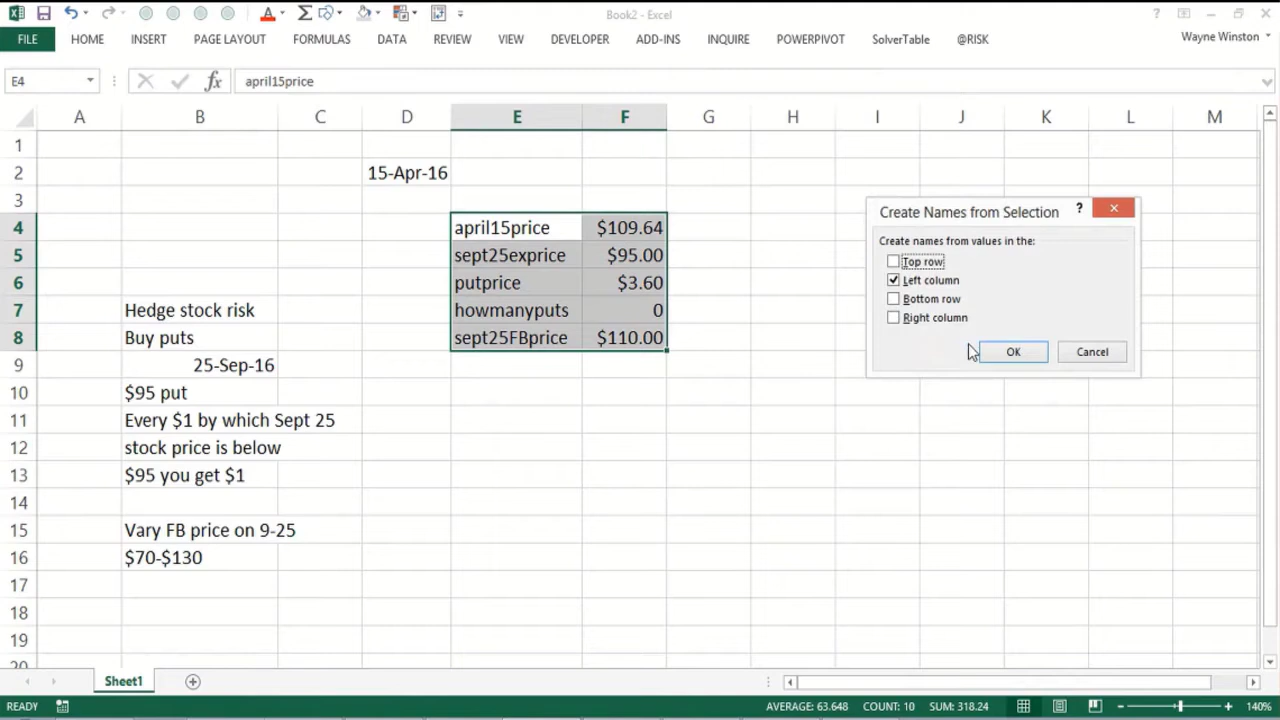 Book2 - Excel
?
FILE HOME INSERT PAGE LAYOUT FORMULAS DATA REVIEW VIEW DEVELOPER ADD-INS INQUIRE POWERPIVOT SolverTable @RISK Wayne Winston
E4 fx april15price
A B C D E F G H I J K L M
1
2 15-Apr-16
3
4 april15price $109.64
5 sept25exprice $95.00
6 putprice $3.60
7 Hedge stock risk howmanyputs 0
8 Buy puts sept25FBprice $110.00
9 25-Sep-16
10 $95 put
11 Every $1 by which Sept 25
12 stock price is below
13 $95 you get $1
14
15 Vary FB price on 9-25
16 $70-$130
17
18
19
20
Create Names from Selection ?
Create names from values in the:
Top row
Left column
Bottom row
Right column
OK Cancel
Sheet1
READY AVERAGE: 63.648 COUNT: 10 SUM: 318.24 140%